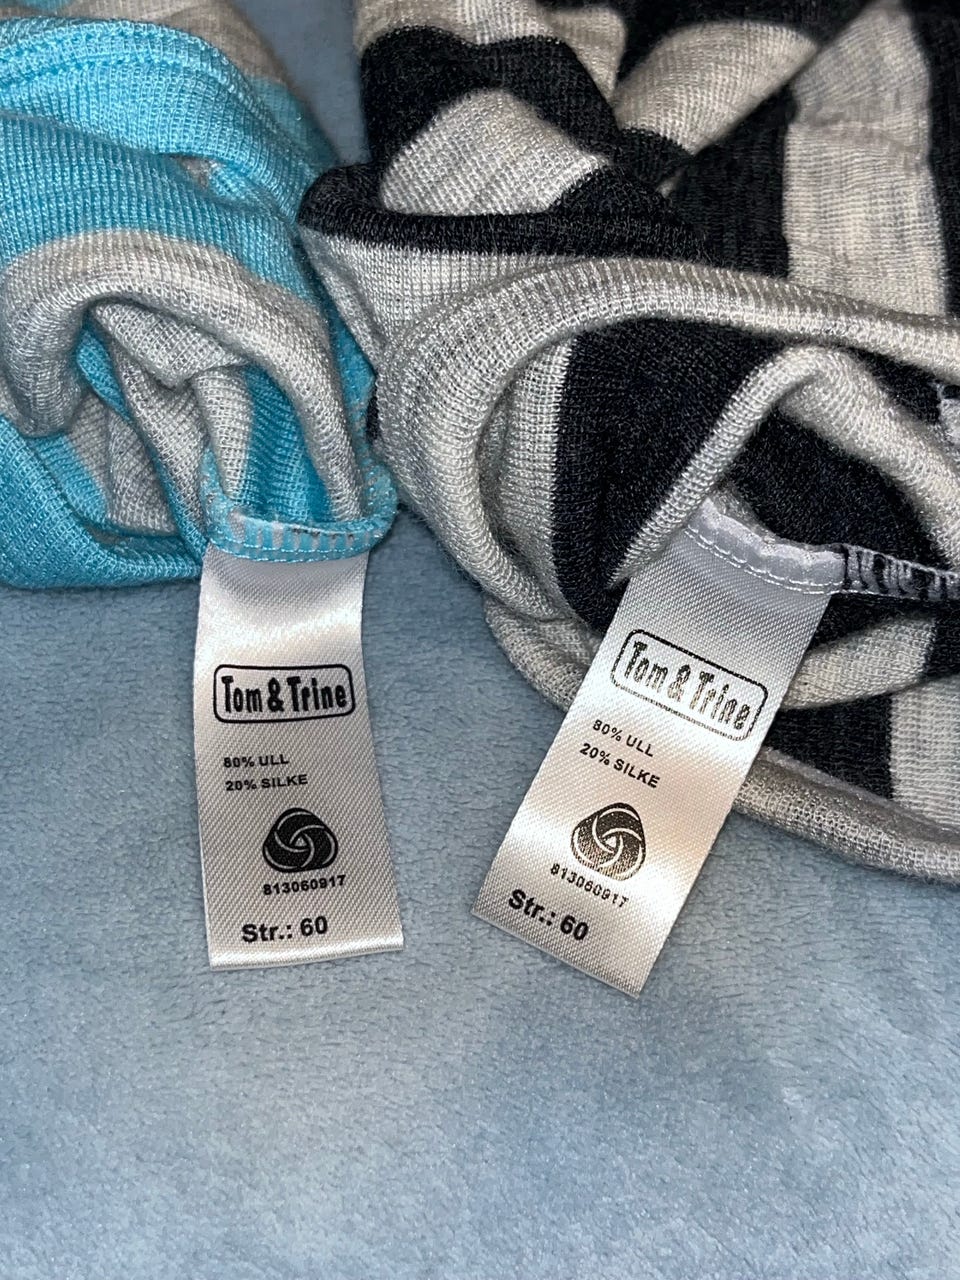 Tom & Trine
80% ULL
20% SILKE
813060917
Str.: 60
Tom & Trine
80% ULL
20% SILKE
813060917
Str.: 60